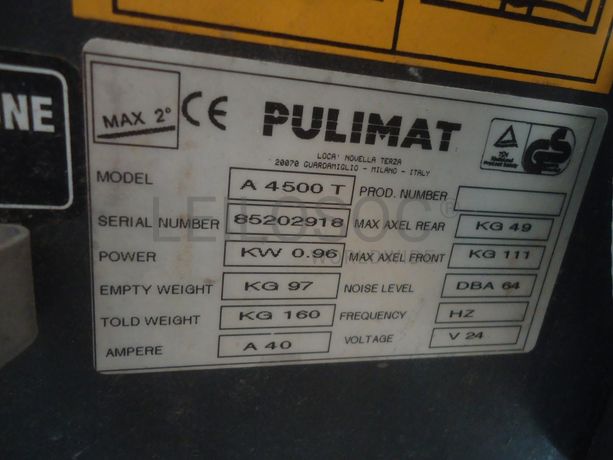 NE
MAX 2° CE PULIMAT
LOCA' NOVELLA TERZA
20070 GUARDAMIGLIO - MILANO - ITALY
MODEL A 4500 T PROD. NUMBER
SERIAL NUMBER 85202918 MAX AXEL REAR KG 49
POWER KW 0.96 MAX AXEL FRONT KG 111
EMPTY WEIGHT KG 97 NOISE LEVEL DBA 64
TOLD WEIGHT KG 160 FREQUENCY HZ
AMPERE A 40 VOLTAGE V 24
LEILOSOC®